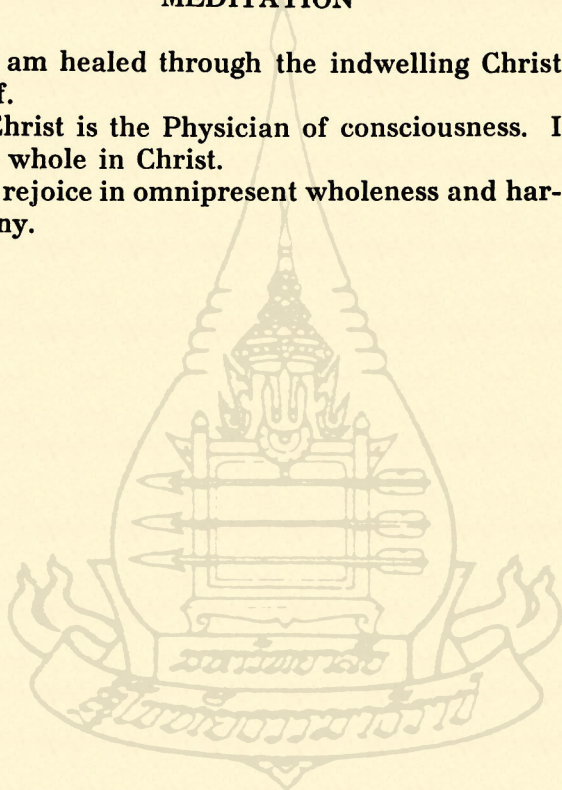 MEDITATION
am healed through the indwelling Christ
f.
Christ is the Physician of consciousness. I
whole in Christ.
rejoice in omnipresent wholeness and har-
ny.